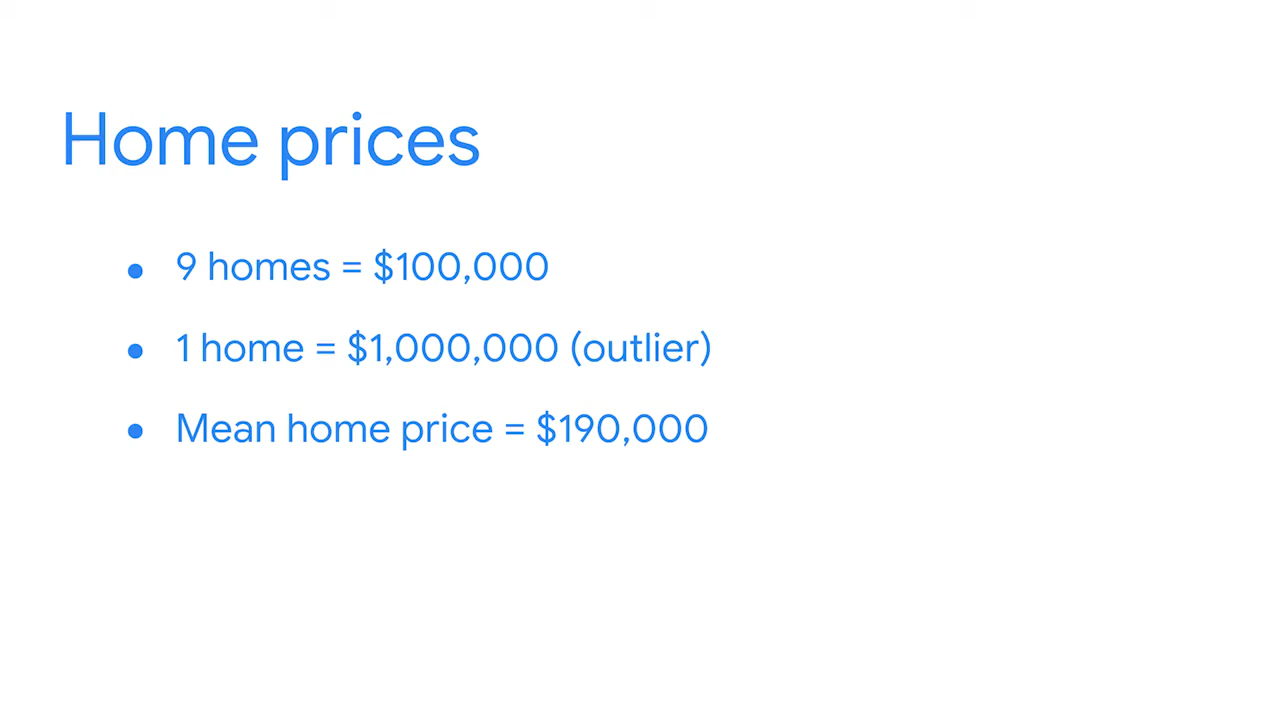 Home prices
● 9 homes = $100,000
● 1 home = $1,000,000 (outlier)
● Mean home price = $190,000